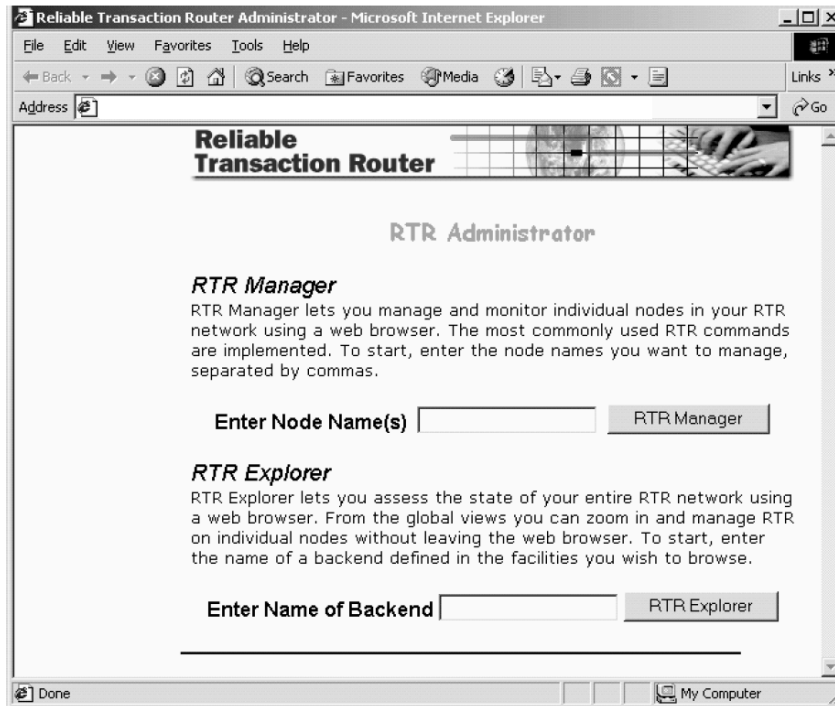 Reliable Transaction Router Administrator - Microsoft Internet Explorer
File Edit View Favorites Tools Help
Back Search Favorites Media Links »
Address Go
Reliable
Transaction Router
RTR Administrator
RTR Manager
RTR Manager lets you manage and monitor individual nodes in your RTR
network using a web browser. The most commonly used RTR commands
are implemented. To start, enter the node names you want to manage,
separated by commas.
Enter Node Name(s) RTR Manager
RTR Explorer
RTR Explorer lets you assess the state of your entire RTR network using
a web browser. From the global views you can zoom in and manage RTR
on individual nodes without leaving the web browser. To start, enter
the name of a backend defined in the facilities you wish to browse.
Enter Name of Backend RTR Explorer
Done My Computer